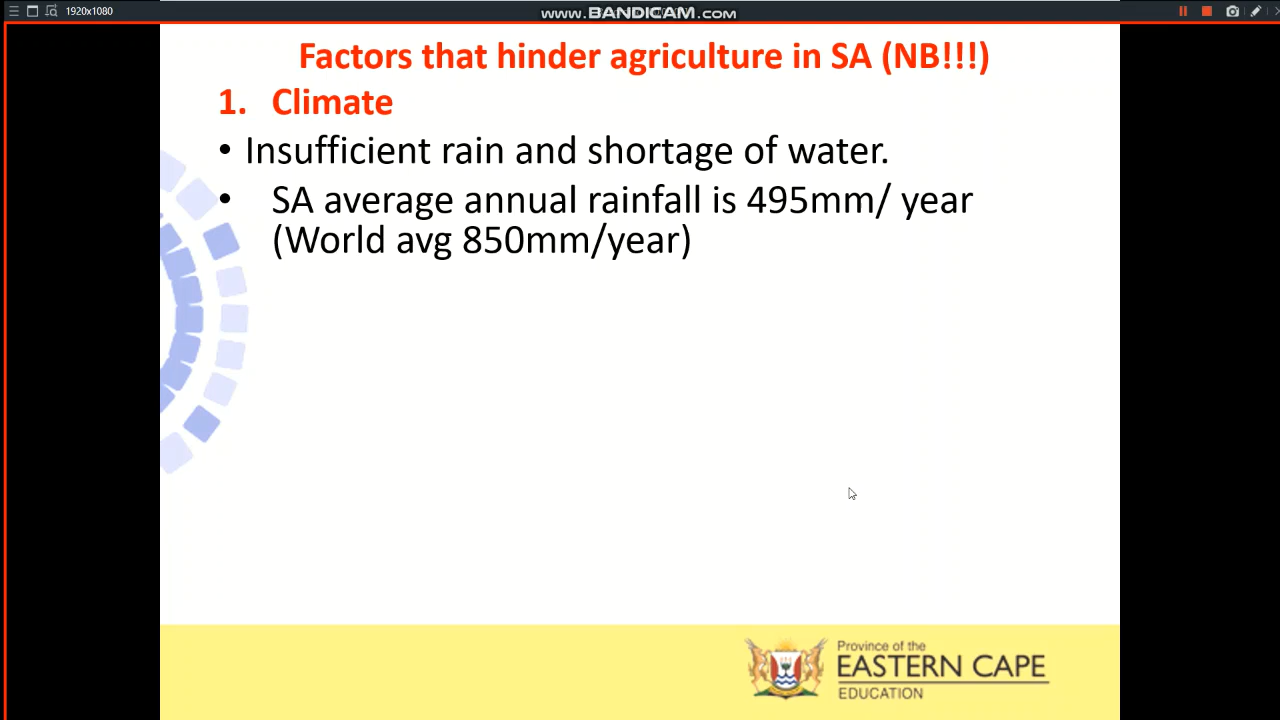 1920x1080
www.BANDICAM.com
Factors that hinder agriculture in SA (NB!!!)
1. Climate
• Insufficient rain and shortage of water.
• SA average annual rainfall is 495mm/ year
(World avg 850mm/year)
Province of the
EASTERN CAPE
EDUCATION